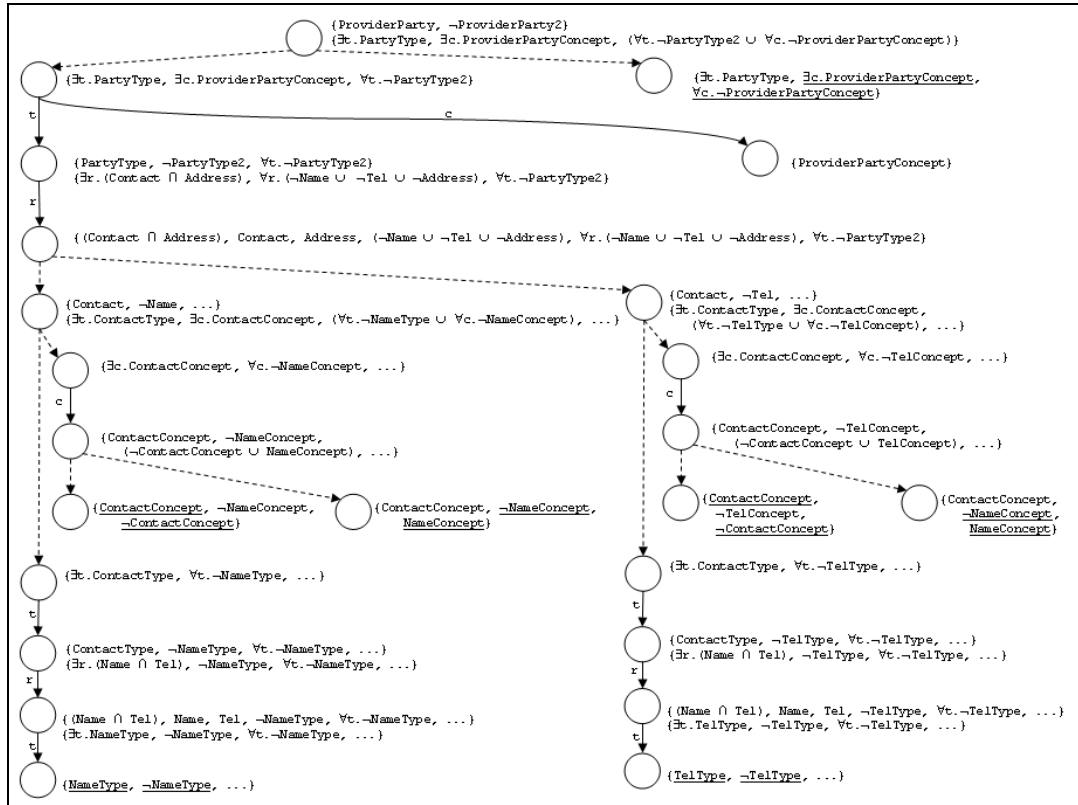 {ProviderParty, ¬ProviderParty2}
{∃t.PartyType, ∃c.ProviderPartyConcept, (∀t.¬PartyType2 ∪ ∀c.¬ProviderPartyConcept)}
{∃t.PartyType, ∃c.ProviderPartyConcept, ∀t.¬PartyType2}
{∃t.PartyType, ∃c.ProviderPartyConcept,
∀c.¬ProviderPartyConcept}
t
c
{PartyType, ¬PartyType2, ∀t.¬PartyType2}
{∃r.(Contact ∩ Address), ∀r.(¬Name ∪ ¬Tel ∪ ¬Address), ∀t.¬PartyType2}
{ProviderPartyConcept}
r
{(Contact ∩ Address), Contact, Address, (¬Name ∪ ¬Tel ∪ ¬Address), ∀r.(¬Name ∪ ¬Tel ∪ ¬Address), ∀t.¬PartyType2}
{Contact, ¬Name, ...}
{∃t.ContactType, ∃c.ContactConcept, (∀t.¬NameType ∪ ∀c.¬NameConcept), ...}
{Contact, ¬Tel, ...}
{∃t.ContactType, ∃c.ContactConcept,
(∀t.¬TelType ∪ ∀c.¬TelConcept), ...}
{∃c.ContactConcept, ∀c.¬NameConcept, ...}
{∃c.ContactConcept, ∀c.¬TelConcept, ...}
c
c
{ContactConcept, ¬NameConcept,
(¬ContactConcept ∪ NameConcept), ...}
{ContactConcept, ¬TelConcept,
(¬ContactConcept ∪ TelConcept), ...}
{ContactConcept, ¬NameConcept,
¬ContactConcept}
{ContactConcept, ¬NameConcept,
NameConcept}
{ContactConcept,
¬TelConcept,
¬ContactConcept}
{ContactConcept,
¬NameConcept,
NameConcept}
{∃t.ContactType, ∀t.¬NameType, ...}
{∃t.ContactType, ∀t.¬TelType, ...}
t
t
{ContactType, ¬NameType, ∀t.¬NameType, ...}
{∃r.(Name ∩ Tel), ¬NameType, ∀t.¬NameType, ...}
{ContactType, ¬TelType, ∀t.¬TelType, ...}
{∃r.(Name ∩ Tel), ¬TelType, ∀t.¬TelType, ...}
r
r
{(Name ∩ Tel), Name, Tel, ¬NameType, ∀t.¬NameType, ...}
{∃t.NameType, ¬NameType, ∀t.¬NameType, ...}
{(Name ∩ Tel), Name, Tel, ¬TelType, ∀t.¬TelType, ...}
{∃t.TelType, ¬TelType, ∀t.¬TelType, ...}
t
t
{NameType, ¬NameType, ...}
{TelType, ¬TelType, ...}